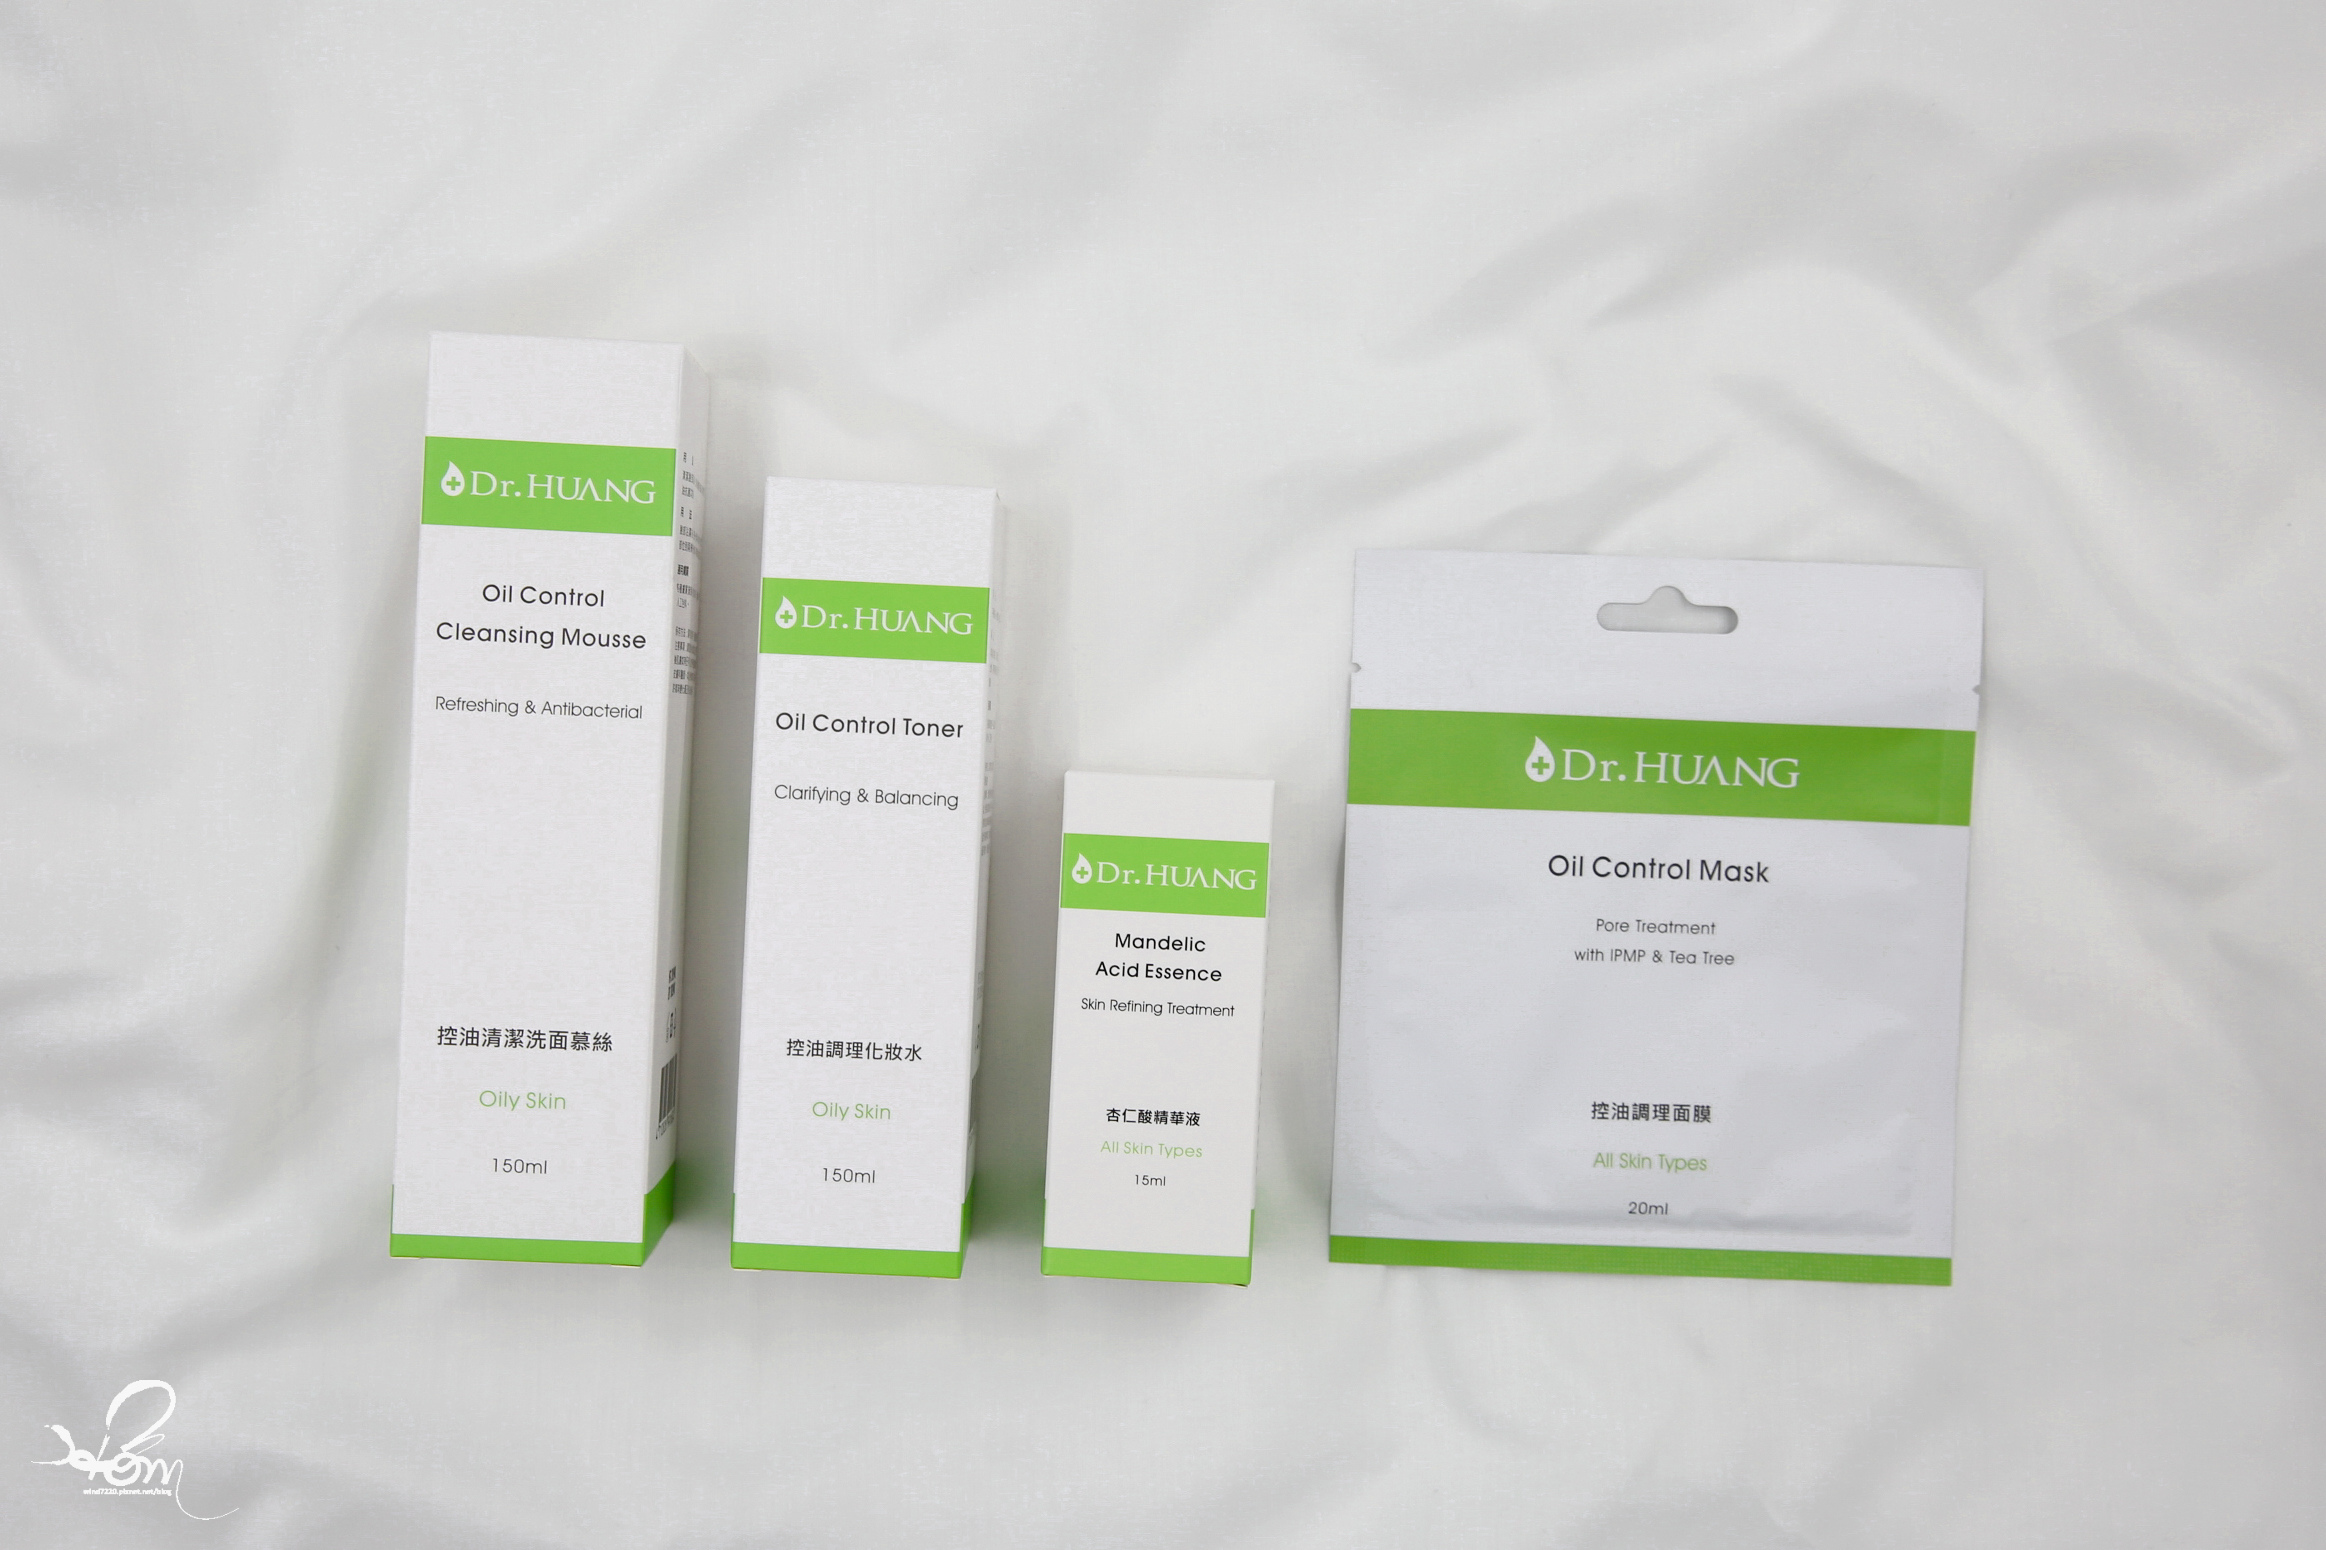 Dr.HUANG
Oil Control
Cleansing Mousse
Refreshing & Antibacterial
控油清潔洗面慕絲
Oily Skin
150ml
Dr.HUANG
Oil Control Toner
Clarifying & Balancing
控油調理化妝水
Oily Skin
150ml
Dr.HUANG
Mandelic
Acid Essence
Skin Refining Treatment
杏仁酸精華液
All Skin Types
15ml
Dr.HUANG
Oil Control Mask
Pore Treatment
with IPMP & Tea Tree
控油調理面膜
All Skin Types
20ml